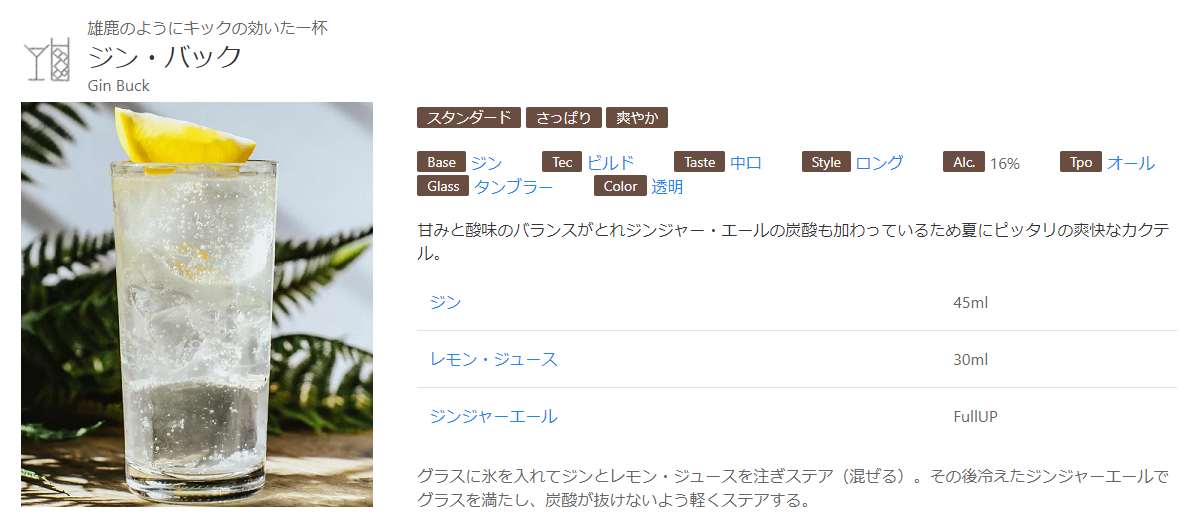 雄鹿のようにキックの効いた一杯
ジン・バック
Gin Buck
スタンダード さっぱり 爽やか
Base ジン Tec ビルド Taste 中口 Style ロング Alc. 16% Tpo オール
Glass タンブラー Color 透明
甘みと酸味のバランスがとれジンジャー・エールの炭酸も加わっているため夏にピッタリの爽快なカクテ
ル。
ジン 45ml
レモン・ジュース 30ml
ジンジャーエール FullUP
グラスに氷を入れてジンとレモン・ジュースを注ぎステア（混ぜる）。その後冷えたジンジャーエールで
グラスを満たし、炭酸が抜けないよう軽くステアする。